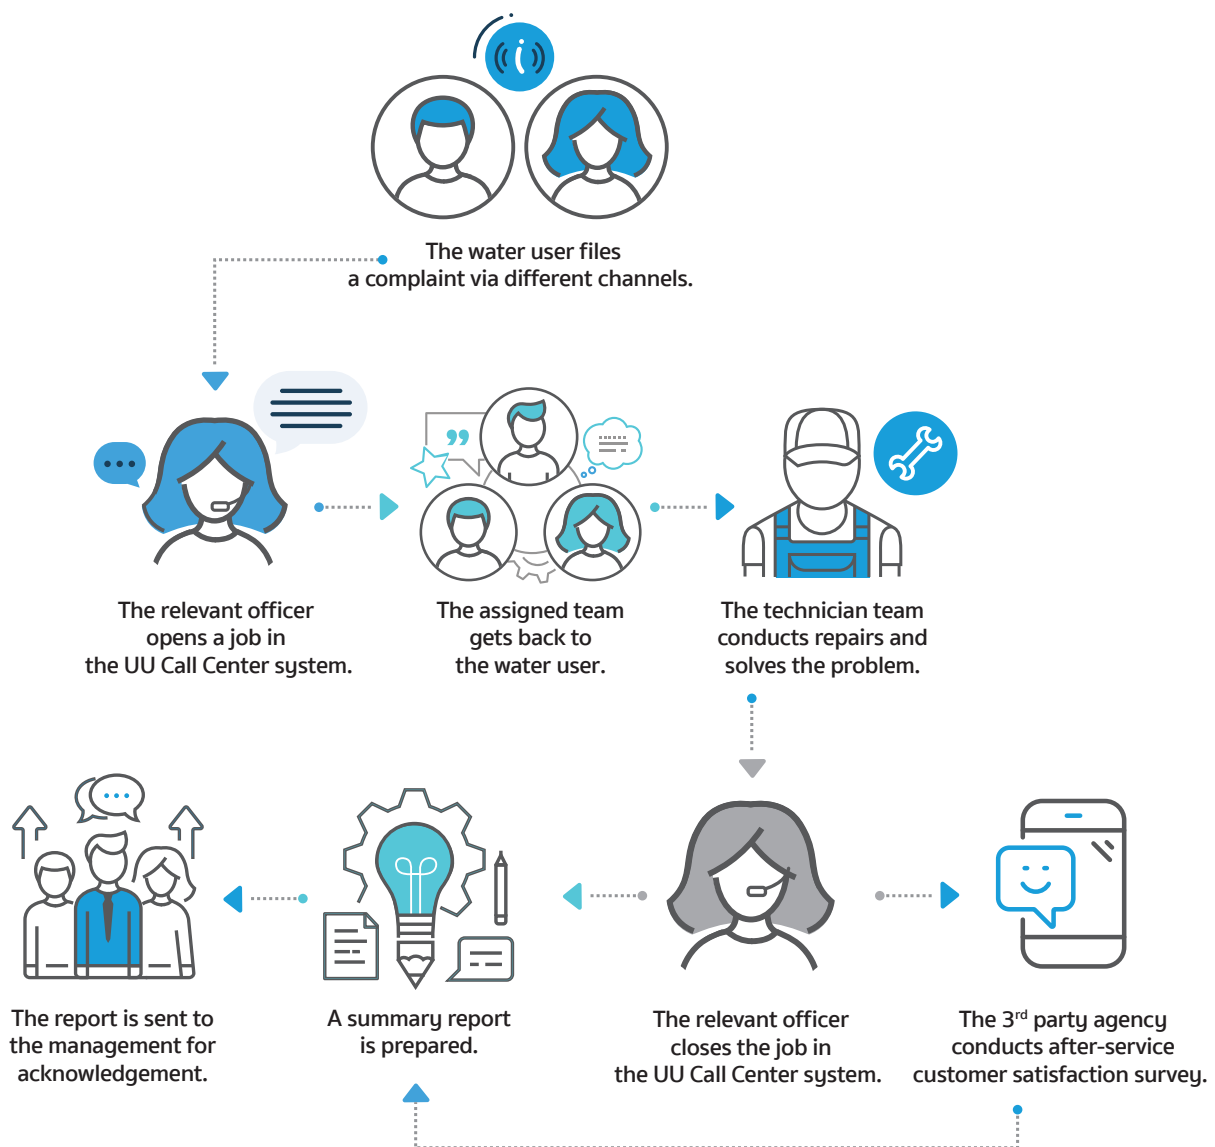 The water user files
a complaint via different channels.
The relevant officer
opens a job in
the UU Call Center system.
The assigned team
gets back to
the water user.
The technician team
conducts repairs and
solves the problem.
The report is sent to
the management for
acknowledgement.
A summary report
is prepared.
The relevant officer
closes the job in
the UU Call Center system.
The 3rd party agency
conducts after-service
customer satisfaction survey.